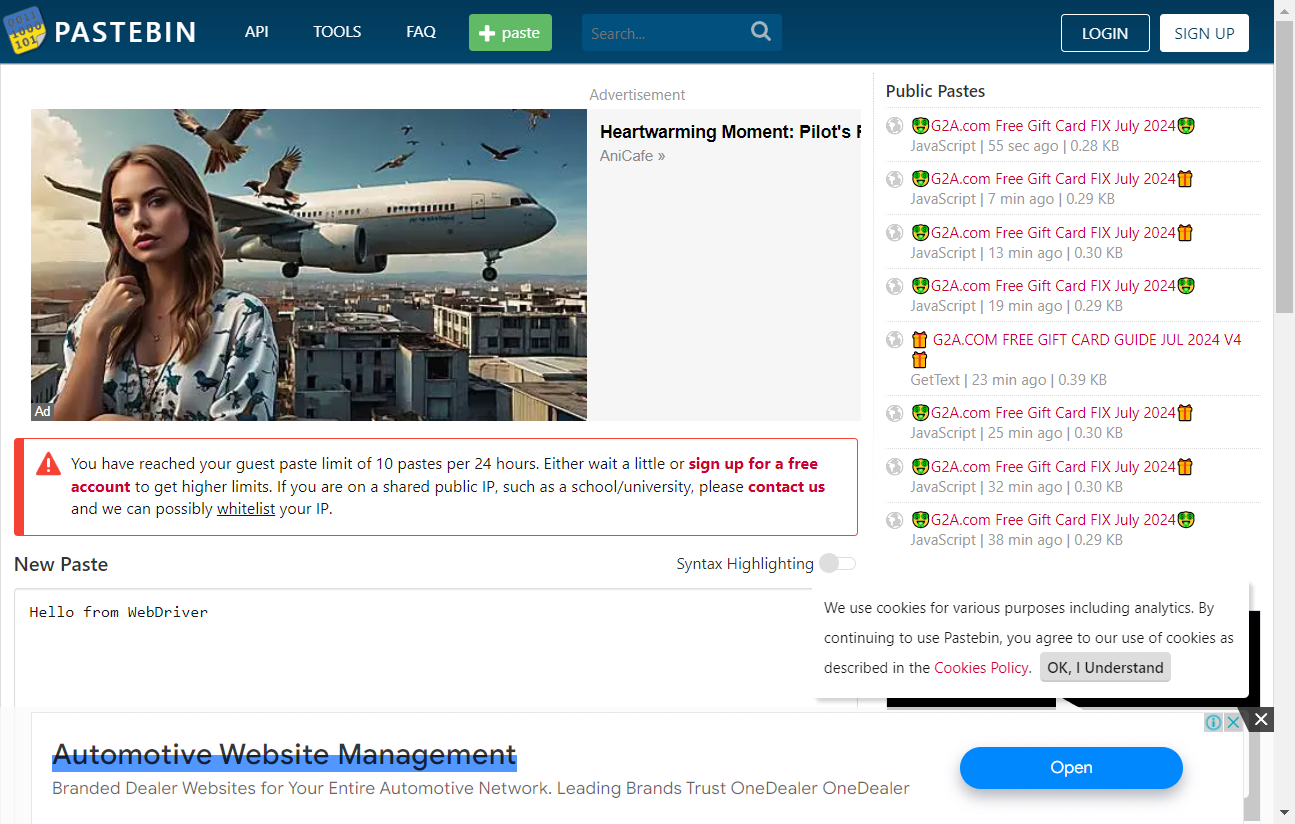 PASTEBIN
API
TOOLS
FAQ
paste
Search...
LOGIN
SIGN UP
Advertisement
Heartwarming Moment: Pilot's
AniCafe »
Ad
You have reached your guest paste limit of 10 pastes per 24 hours. Either wait a little or sign up for a free
account to get higher limits. If you are on a shared public IP, such as a school/university, please contact us
and we can possibly whitelist your IP.
New Paste
Syntax Highlighting
Hello from WebDriver
Public Pastes
🤑G2A.com Free Gift Card FIX July 2024🤑
JavaScript | 55 sec ago | 0.28 KB
🤑G2A.com Free Gift Card FIX July 2024🎁
JavaScript | 7 min ago | 0.29 KB
🤑G2A.com Free Gift Card FIX July 2024🎁
JavaScript | 13 min ago | 0.30 KB
🤑G2A.com Free Gift Card FIX July 2024🤑
JavaScript | 19 min ago | 0.29 KB
🎁 G2A.COM FREE GIFT CARD GUIDE JUL 2024 V4
🎁
GetText | 23 min ago | 0.39 KB
🤑G2A.com Free Gift Card FIX July 2024🎁
JavaScript | 25 min ago | 0.30 KB
🤑G2A.com Free Gift Card FIX July 2024🎁
JavaScript | 32 min ago | 0.30 KB
🤑G2A.com Free Gift Card FIX July 2024🤑
JavaScript | 38 min ago | 0.29 KB
We use cookies for various purposes including analytics. By
continuing to use Pastebin, you agree to our use of cookies as
described in the Cookies Policy. OK, I Understand
Automotive Website Management
Branded Dealer Websites for Your Entire Automotive Network. Leading Brands Trust OneDealer OneDealer
Open